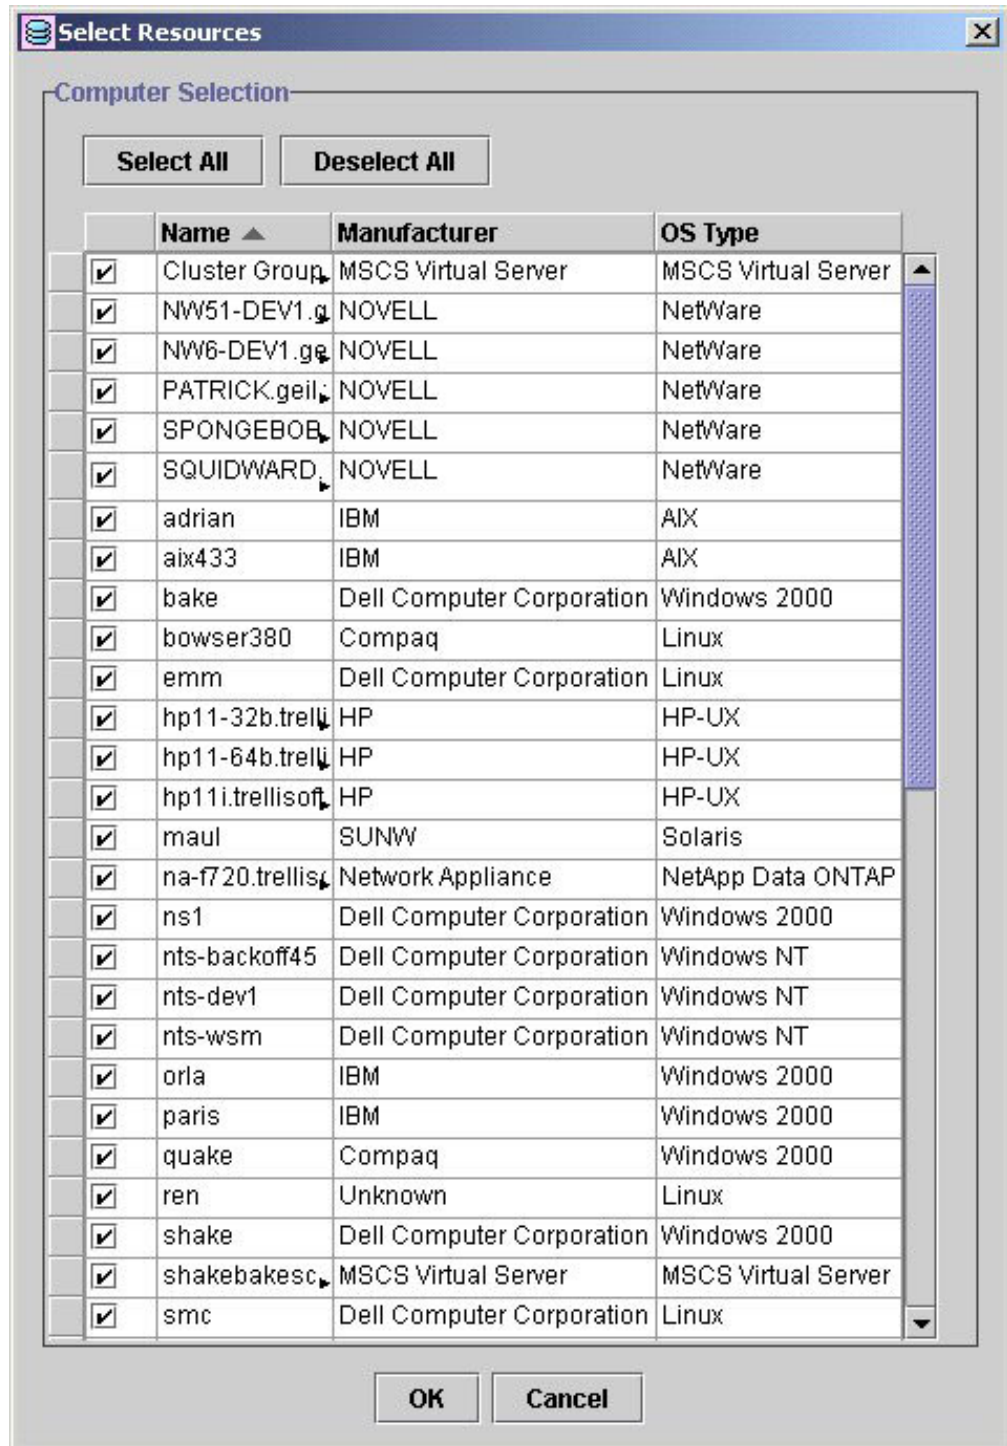 Select Resources
Computer Selection
Select All Deselect All
Name Manufacturer OS Type
Cluster Group MSCS Virtual Server MSCS Virtual Server
NW51-DEV1.g NOVELL NetWare
NW6-DEV1.ge NOVELL NetWare
PATRICK.geil. NOVELL NetWare
SPONGEBOB NOVELL NetWare
SQUIDWARD. NOVELL NetWare
adrian IBM AIX
aix433 IBM AIX
bake Dell Computer Corporation Windows 2000
bowser380 Compaq Linux
emm Dell Computer Corporation Linux
hp11-32b.trelli HP HP-UX
hp11-64b.trelli HP HP-UX
hp11i.trellisoft HP HP-UX
maul SUNW Solaris
na-f720.trellis Network Appliance NetApp Data ONTAP
ns1 Dell Computer Corporation Windows 2000
nts-backoff45 Dell Computer Corporation Windows NT
nts-dev1 Dell Computer Corporation Windows NT
nts-wsm Dell Computer Corporation Windows NT
orla IBM Windows 2000
paris IBM Windows 2000
quake Compaq Windows 2000
ren Unknown Linux
shake Dell Computer Corporation Windows 2000
shakebakesc MSCS Virtual Server MSCS Virtual Server
smc Dell Computer Corporation Linux
OK Cancel